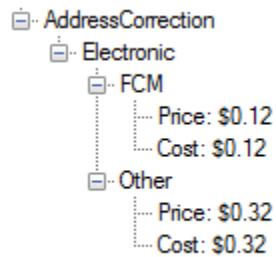 AddressCorrection
Electronic
FCM
Price: $0.12
Cost: $0.12
Other
Price: $0.32
Cost: $0.32